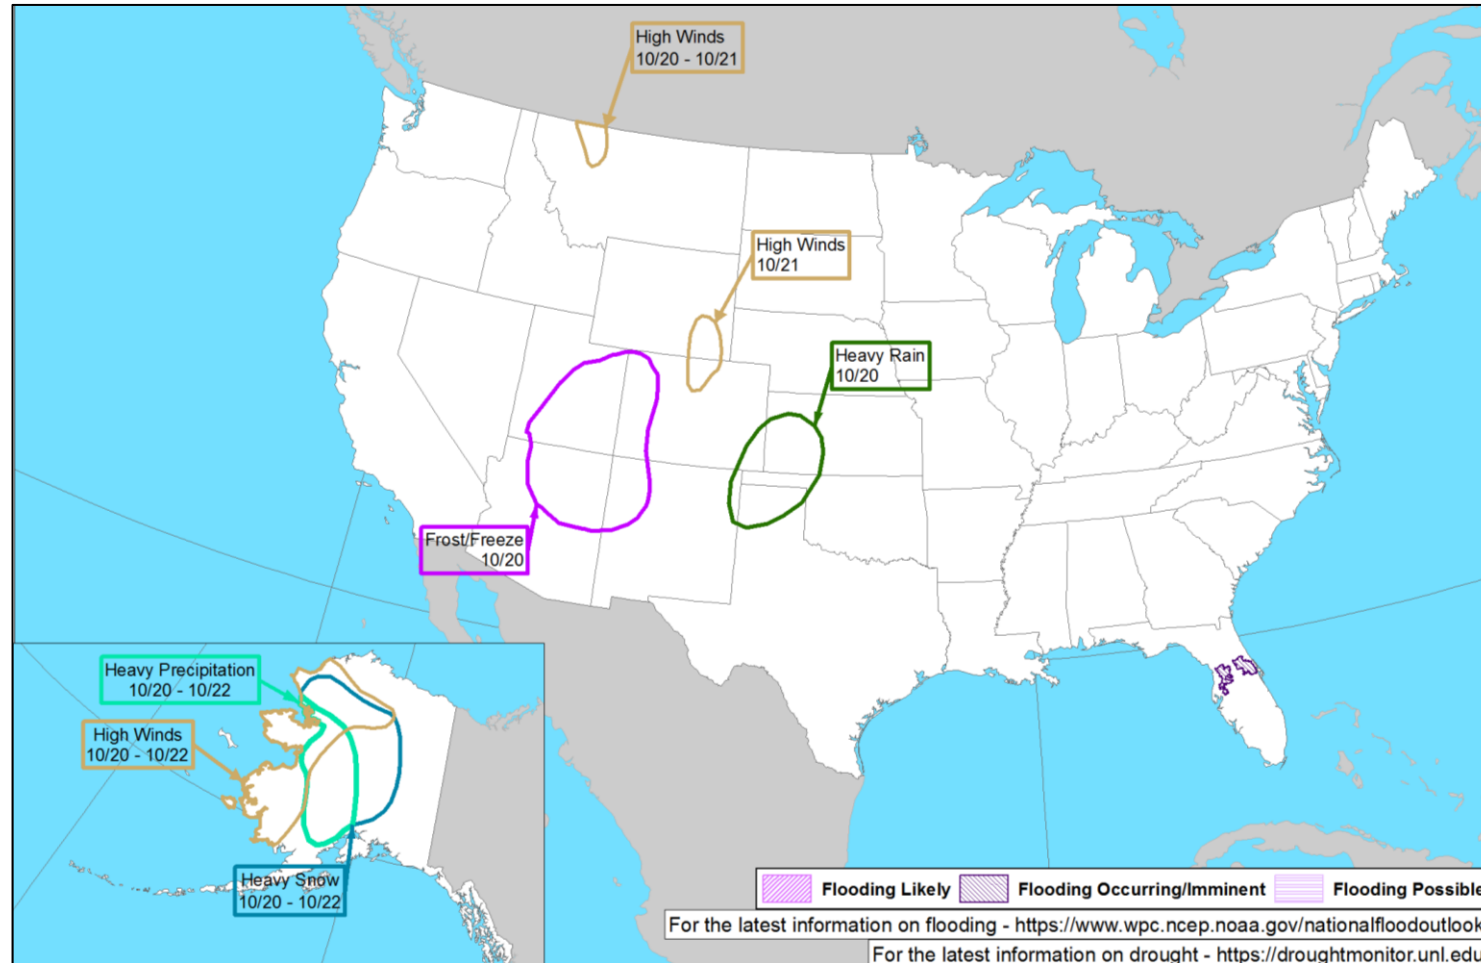 High Winds
10/20 - 10/21
High Winds
10/21
Heavy Rain
10/20
Frost/Freeze
10/20
Heavy Precipitation
10/20 - 10/22
High Winds
10/20 - 10/22
Heavy Snow
10/20 - 10/22
Flooding Likely Flooding Occurring/Imminent Flooding Possible
For the latest information on flooding - https://www.wpc.ncep.noaa.gov/nationalfloodoutlook
For the latest information on drought - https://droughtmonitor.unl.edu